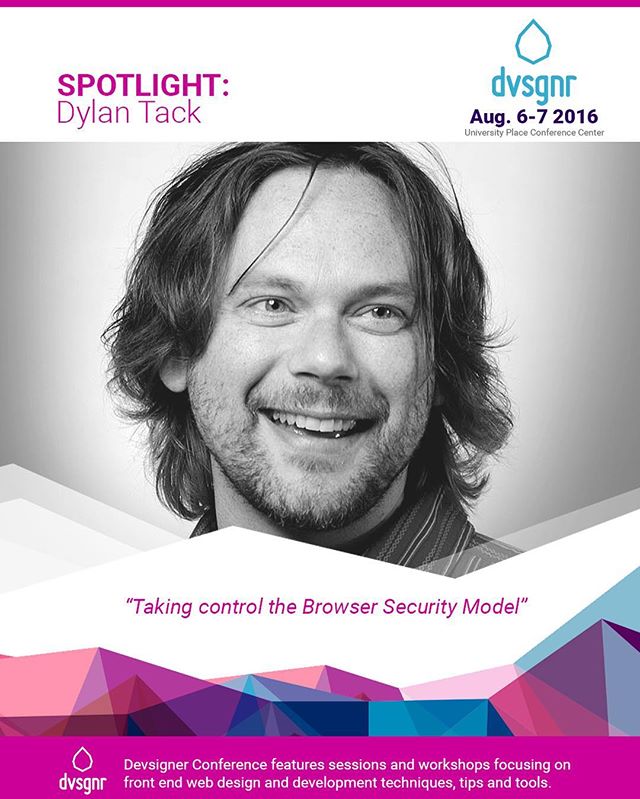 SPOTLIGHT:
Dylan Tack
dvsgnr
Aug. 6-7 2016
University Place Conference Center
“Taking control the Browser Security Model”
dvsgnr
Devsigner Conference features sessions and workshops focusing on
front end web design and development techniques, tips and tools.